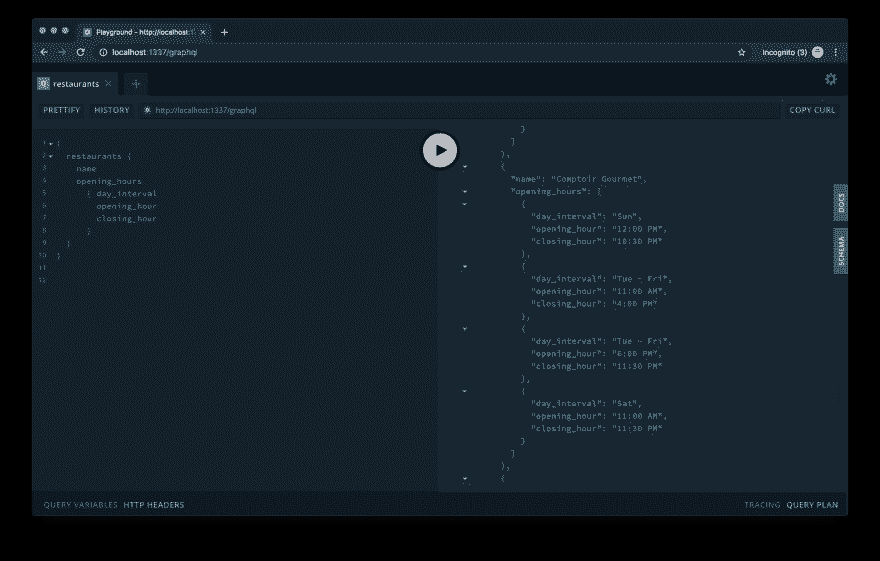 Playground - http://localhost:1
localhost:1337/graphql
Incognito (3)
restaurants
PRETTIFY HISTORY http://localhost:1337/graphql COPY CURL
1 {
2 restaurants {
3 name
4 opening_hours
5 { day_interval
6 opening_hour
7 closing_hour
8 }
9 }
10 }
11
12
}
]
},
{
"name": "Comptoir Gourmet",
"opening_hours": [
{
"day_interval": "Sun",
"opening_hour": "12:00 PM",
"closing_hour": "10:30 PM"
},
{
"day_interval": "Tue - Fri",
"opening_hour": "11:00 AM",
"closing_hour": "4:00 PM"
},
{
"day_interval": "Tue - Fri",
"opening_hour": "6:00 PM",
"closing_hour": "11:30 PM"
},
{
"day_interval": "Sat",
"opening_hour": "11:00 AM",
"closing_hour": "11:30 PM"
}
]
},
{
DOCS
SCHEMA
QUERY VARIABLES HTTP HEADERS
TRACING QUERY PLAN